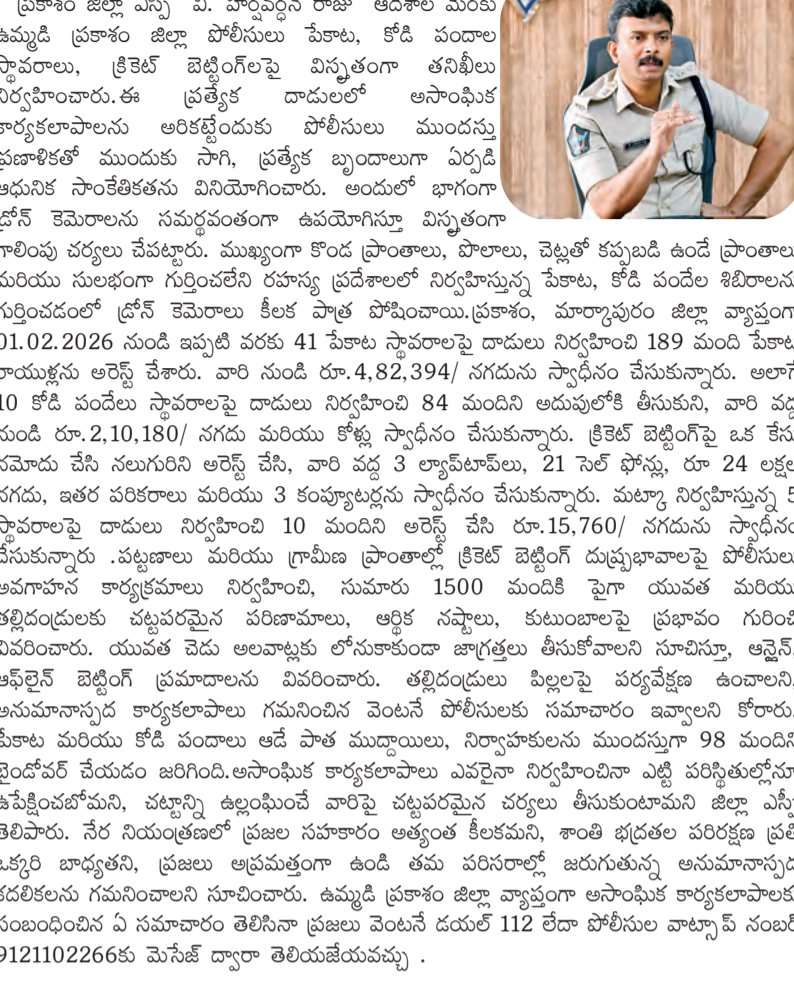 ప్రకాశం జిల్లా ఎస్పీ వి. హర్షవర్ధన్ రాజు ఆదేశాల మేరకు
ఉమ్మడి ప్రకాశం జిల్లా పోలీసులు పేకాట, కోడి పందాల
స్థావరాలు, క్రికెట్ బెట్టింగ్‌లపై విస్తృతంగా తనిఖీలు
నిర్వహించారు.ఈ ప్రత్యేక దాడులలో అసాంఘిక
కార్యకలాపాలను అరికట్టేందుకు పోలీసులు ముందస్తు
ప్రణాళికతో ముందుకు సాగి, ప్రత్యేక బృందాలుగా ఏర్పడి
ఆధునిక సాంకేతికతను వినియోగించారు. అందులో భాగంగా
డ్రోన్ కెమెరాలను సమర్థవంతంగా ఉపయోగిస్తూ విస్తృతంగా
గాలింపు చర్యలు చేపట్టారు. ముఖ్యంగా కొండ ప్రాంతాలు, పొలాలు, చెట్లతో కప్పబడి ఉండే ప్రాంతాలు
మరియు సులభంగా గుర్తించలేని రహస్య ప్రదేశాలలో నిర్వహిస్తున్న పేకాట, కోడి పందేల శిబిరాలను
గుర్తించడంలో డ్రోన్ కెమెరాలు కీలక పాత్ర పోషించాయి.ప్రకాశం, మార్కాపురం జిల్లా వ్యాప్తంగా
01.02.2026 నుండి ఇప్పటి వరకు 41 పేకాట స్థావరాలపై దాడులు నిర్వహించి 189 మంది పేకాట
రాయుళ్లను అరెస్ట్ చేశారు. వారి నుండి రూ.4,82,394/ నగదును స్వాధీనం చేసుకున్నారు. అలాగే
10 కోడి పందేలు స్థావరాలపై దాడులు నిర్వహించి 84 మందిని అదుపులోకి తీసుకుని, వారి వద్ద
నుండి రూ.2,10,180/ నగదు మరియు కోళ్లు స్వాధీనం చేసుకున్నారు. క్రికెట్ బెట్టింగ్‌పై ఒక కేసు
నమోదు చేసి నలుగురిని అరెస్ట్ చేసి, వారి వద్ద 3 ల్యాప్‌టాప్‌లు, 21 సెల్ ఫోన్లు, రూ 24 లక్షల
నగదు, ఇతర పరికరాలు మరియు 3 కంప్యూటర్లను స్వాధీనం చేసుకున్నారు. మట్కా నిర్వహిస్తున్న 5
స్థావరాలపై దాడులు నిర్వహించి 10 మందిని అరెస్ట్ చేసి రూ.15,760/ నగదును స్వాధీనం
చేసుకున్నారు .పట్టణాలు మరియు గ్రామీణ ప్రాంతాల్లో క్రికెట్ బెట్టింగ్ దుష్ప్రభావాలపై పోలీసులు
అవగాహన కార్యక్రమాలు నిర్వహించి, సుమారు 1500 మందికి పైగా యువత మరియు
తల్లిదండ్రులకు చట్టపరమైన పరిణామాలు, ఆర్థిక నష్టాలు, కుటుంబాలపై ప్రభావం గురించి
వివరించారు. యువత చెడు అలవాట్లకు లోనుకాకుండా జాగ్రత్తలు తీసుకోవాలని సూచిస్తూ, ఆన్లైన్,
ఆఫ్‌లైన్ బెట్టింగ్ ప్రమాదాలను వివరించారు. తల్లిదండ్రులు పిల్లలపై పర్యవేక్షణ ఉంచాలని,
అనుమానాస్పద కార్యకలాపాలు గమనించిన వెంటనే పోలీసులకు సమాచారం ఇవ్వాలని కోరారు.
పేకాట మరియు కోడి పందాలు ఆడే పాత ముద్దాయిలు, నిర్వాహకులను ముందస్తుగా 98 మందిని
బైండోవర్ చేయడం జరిగింది.అసాంఘిక కార్యకలాపాలు ఎవరైనా నిర్వహించినా ఎట్టి పరిస్థితుల్లోనూ
ఉపేక్షించబోమని, చట్టాన్ని ఉల్లంఘించే వారిపై చట్టపరమైన చర్యలు తీసుకుంటామని జిల్లా ఎస్పీ
తెలిపారు. నేర నియంత్రణలో ప్రజల సహకారం అత్యంత కీలకమని, శాంతి భద్రతల పరిరక్షణ ప్రతి
ఒక్కరి బాధ్యతని, ప్రజలు అప్రమత్తంగా ఉండి తమ పరిసరాల్లో జరుగుతున్న అనుమానాస్పద
కదలికలను గమనించాలని సూచించారు. ఉమ్మడి ప్రకాశం జిల్లా వ్యాప్తంగా అసాంఘిక కార్యకలాపాలకు
సంబంధించిన ఏ సమాచారం తెలిసినా ప్రజలు వెంటనే డయల్ 112 లేదా పోలీసుల వాట్సాప్ నంబర్
9121102266కు మెసేజ్ ద్వారా తెలియజేయవచ్చు .